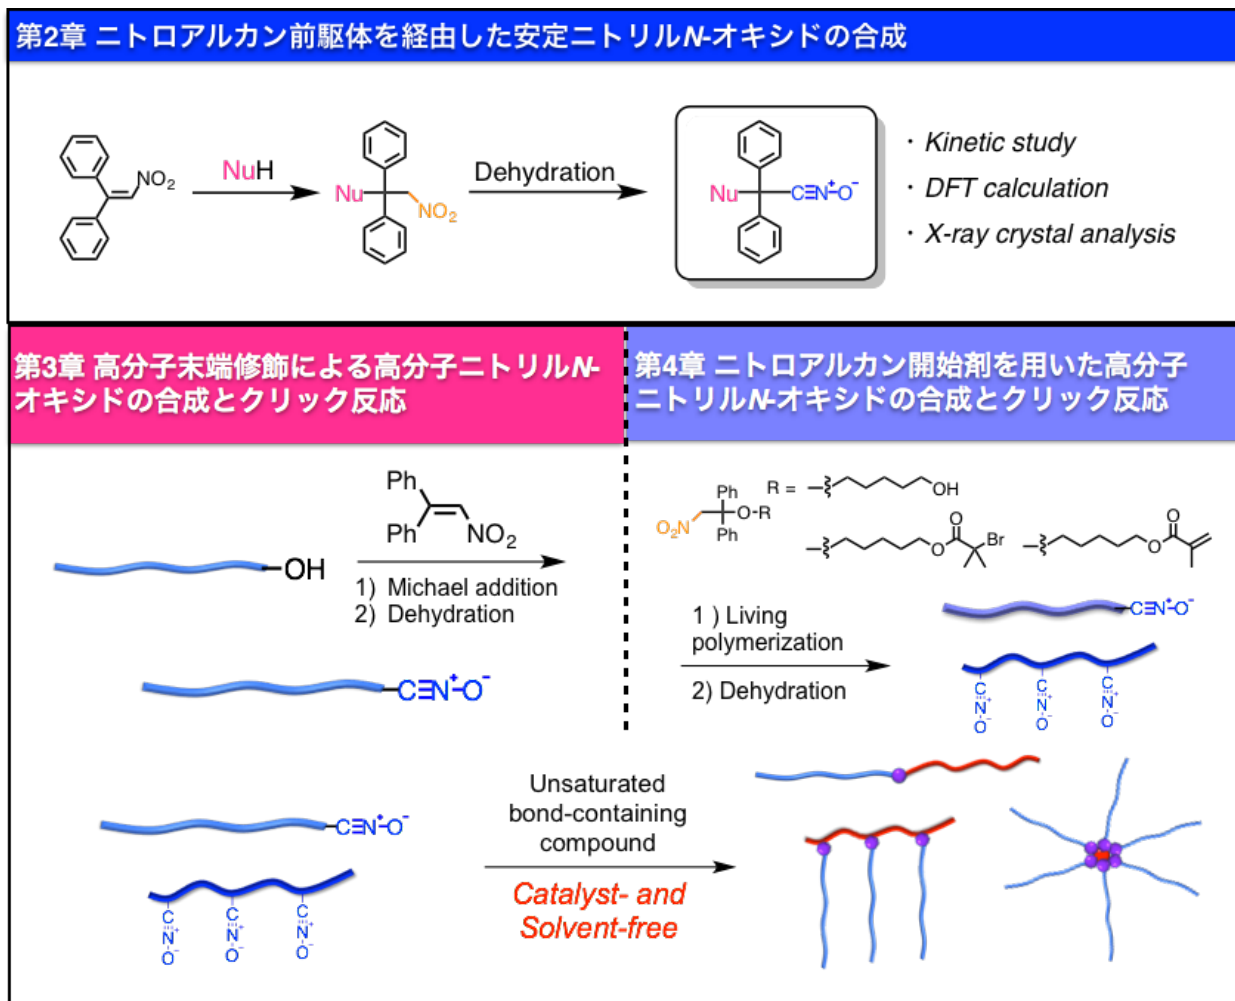 第2章 ニトロアルカン前駆体を経由した安定ニトリルN-オキシドの合成
NO₂
NuH
Nu
NO₂
Dehydration
Nu
C≡N⁺-O⁻
・ Kinetic study
・ DFT calculation
・ X-ray crystal analysis
第3章 高分子末端修飾による高分子ニトリルN-
オキシドの合成とクリック反応
Ph
Ph
NO₂
OH
1) Michael addition
2) Dehydration
C≡N⁺-O⁻
第4章 ニトロアルカン開始剤を用いた高分子
ニトリルN-オキシドの合成とクリック反応
O₂N
Ph
O-R
Ph
R =
OH
O
O
Br
O
O
1 ) Living
polymerization
2) Dehydration
C≡N⁺-O⁻
C≡N⁺-O⁻
C≡N⁺-O⁻
C≡N⁺-O⁻
C≡N⁺-O⁻
C≡N⁺-O⁻
C≡N⁺-O⁻
C≡N⁺-O⁻
Unsaturated
bond-containing
compound
Catalyst- and
Solvent-free